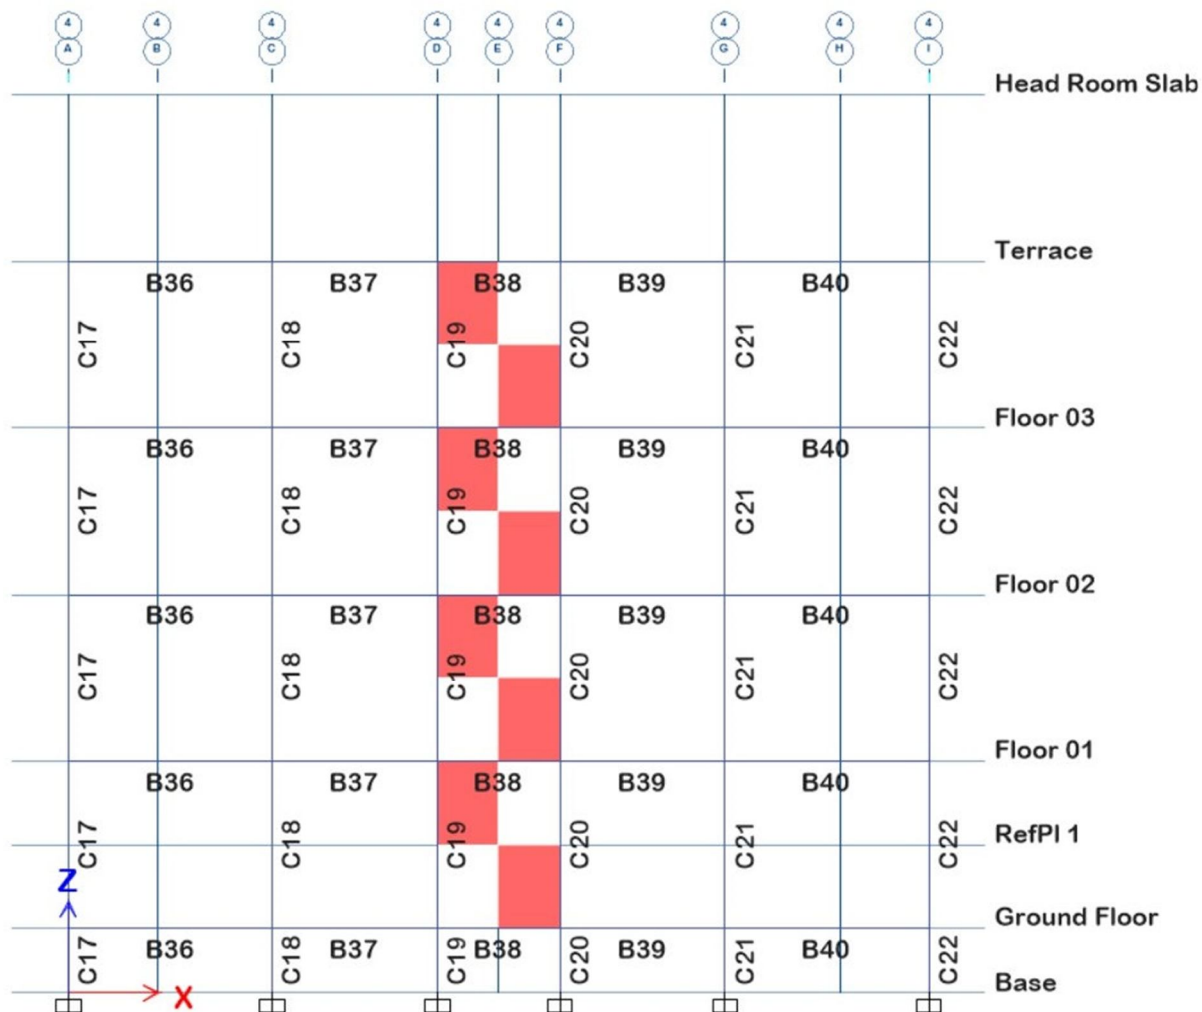 4 4 4 4 4 4 4 4 4
A B C D E F G H I
Head Room Slab
Terrace
B36 B37 B38 B39 B40
C17 C18 C19 C20 C21 C22
Floor 03
B36 B37 B38 B39 B40
C17 C18 C19 C20 C21 C22
Floor 02
B36 B37 B38 B39 B40
C17 C18 C19 C20 C21 C22
Floor 01
B36 B37 B38 B39 B40
C17 C18 C19 C20 C21 C22
RefPl 1
Z
Ground Floor
C17 B36 C18 B37 C19 B38 C20 B39 C21 B40 C22
Base
X